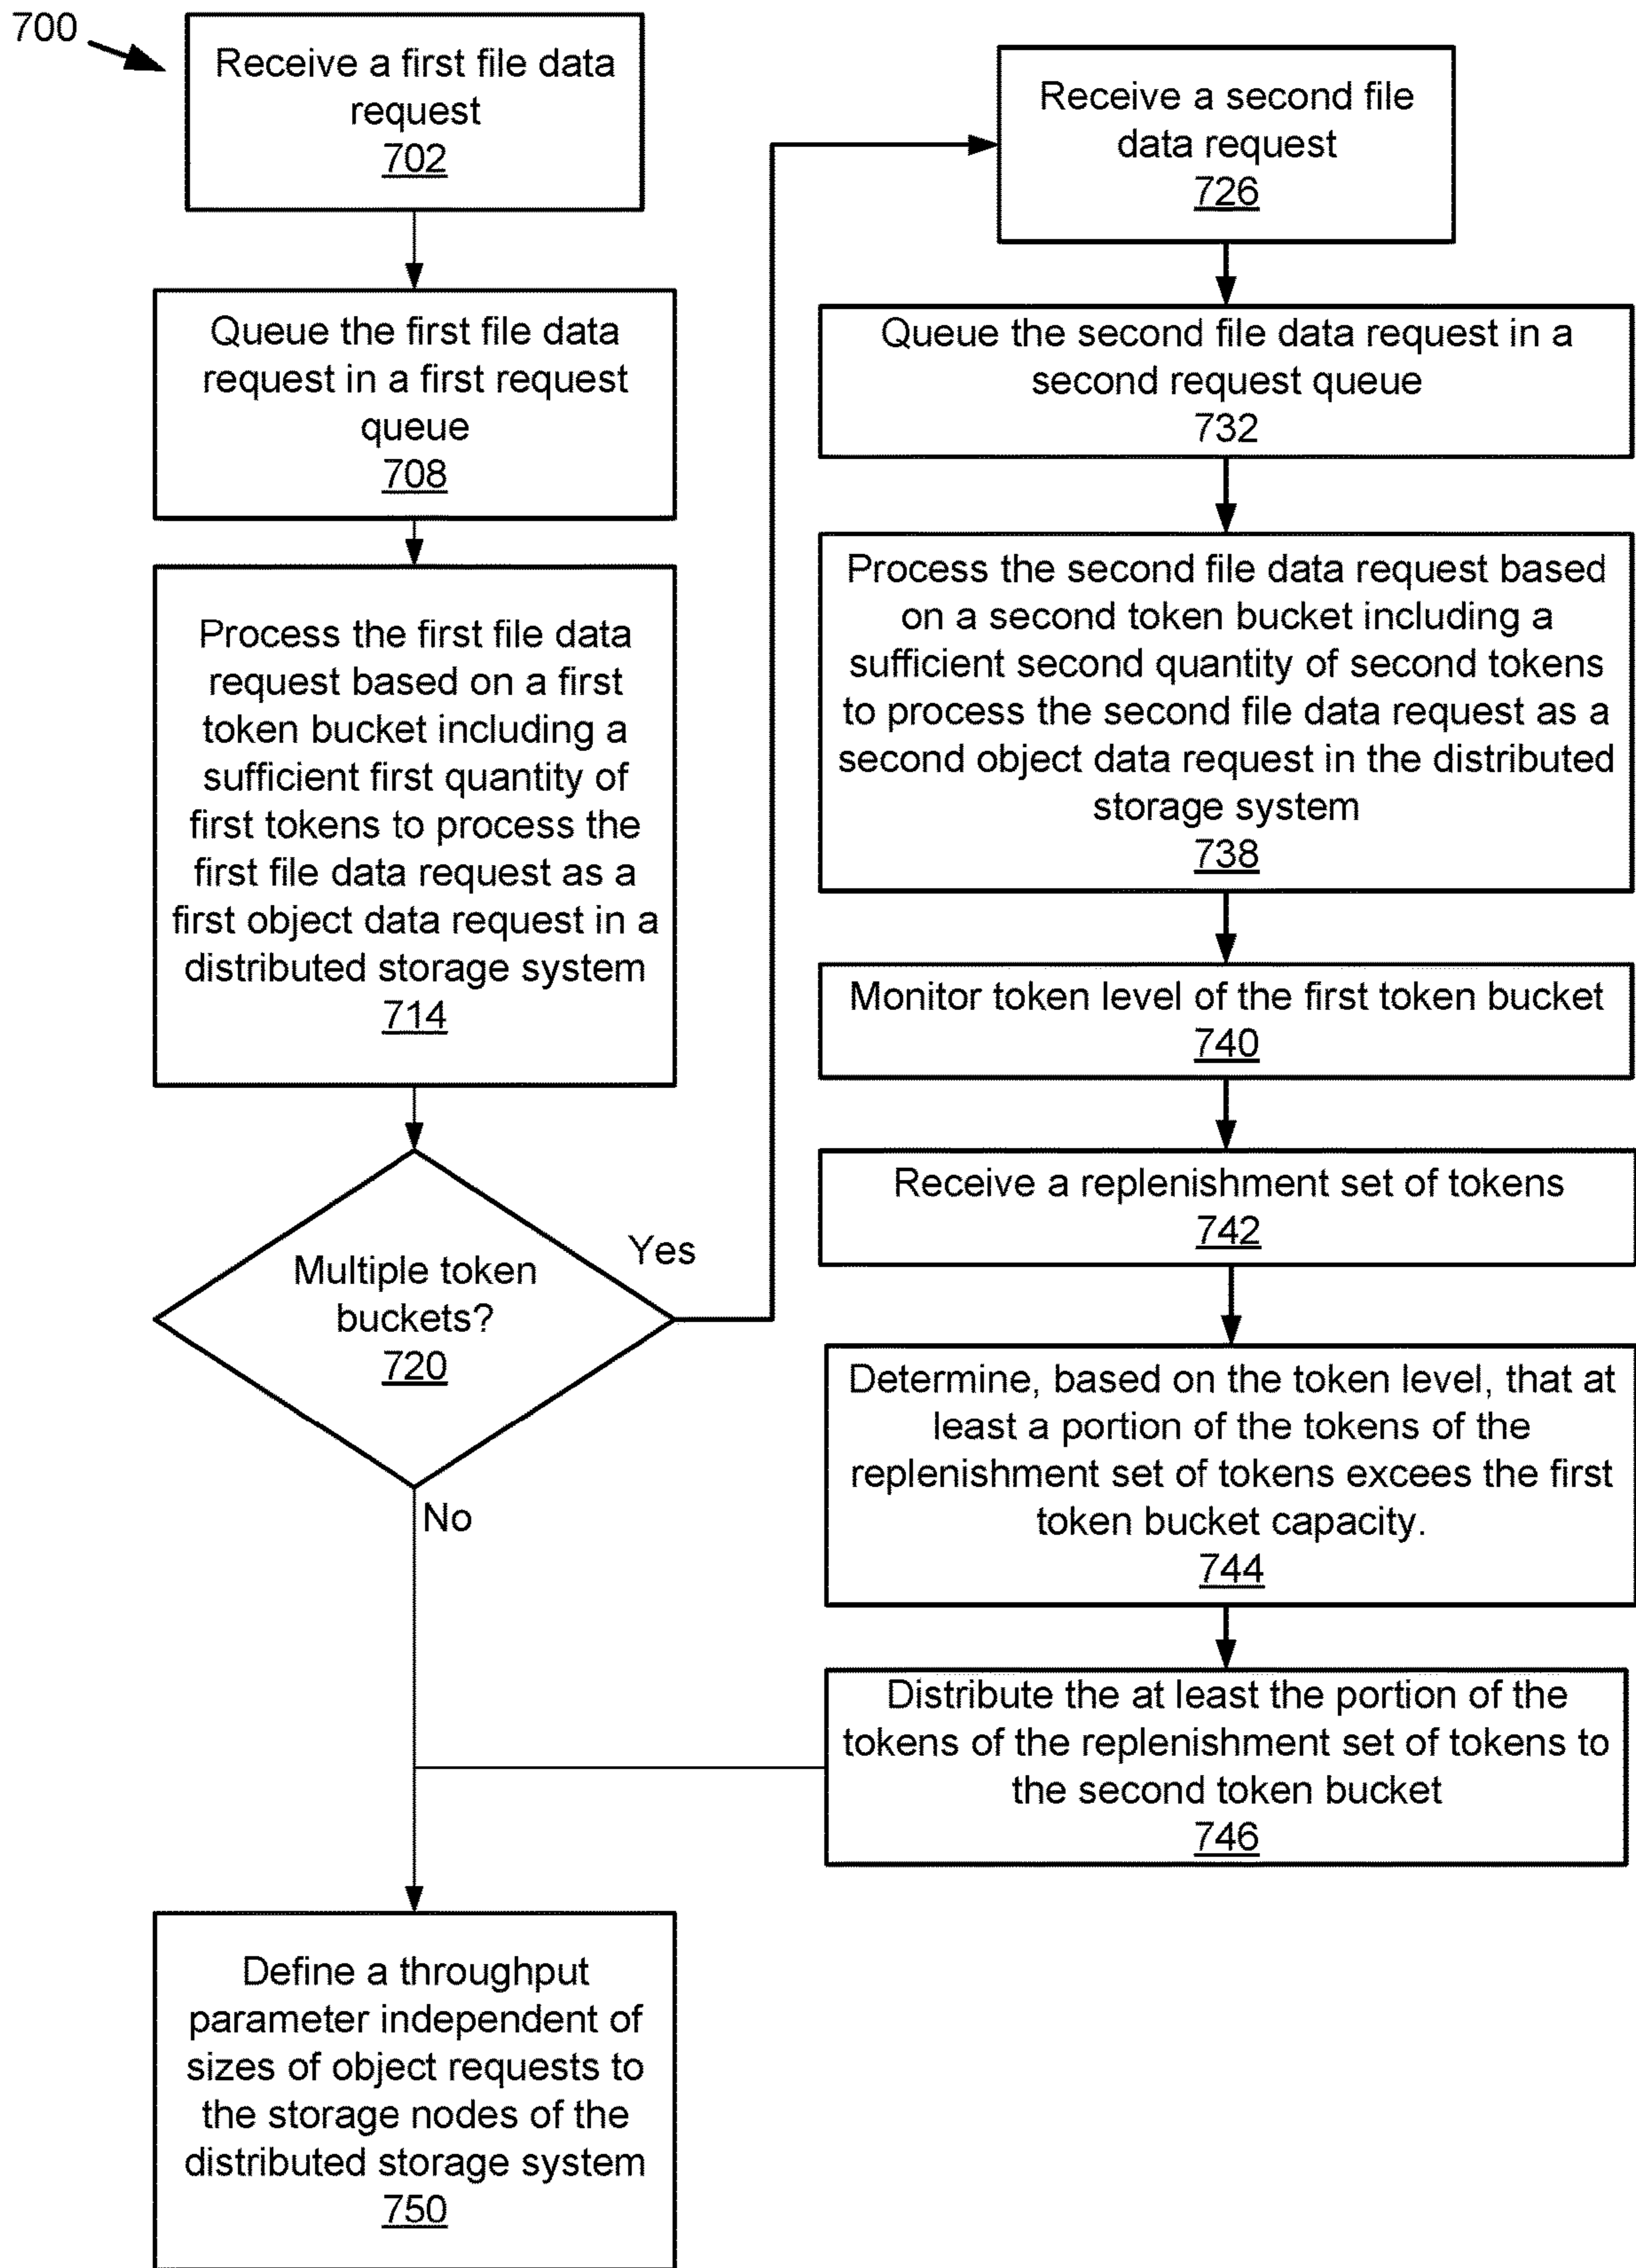 700
Receive a first file data
request
702
Queue the first file data
request in a first request
queue
708
Process the first file data
request based on a first
token bucket including a
sufficient first quantity of
first tokens to process the
first file data request as a
first object data request in a
distributed storage system
714
Multiple token
buckets?
720
Yes
No
Receive a second file
data request
726
Queue the second file data request in a
second request queue
732
Process the second file data request based
on a second token bucket including a
sufficient second quantity of second tokens
to process the second file data request as a
second object data request in the distributed
storage system
738
Monitor token level of the first token bucket
740
Receive a replenishment set of tokens
742
Determine, based on the token level, that at
least a portion of the tokens of the
replenishment set of tokens excees the first
token bucket capacity.
744
Distribute the at least the portion of the
tokens of the replenishment set of tokens to
the second token bucket
746
Define a throughput
parameter independent of
sizes of object requests to
the storage nodes of the
distributed storage system
750